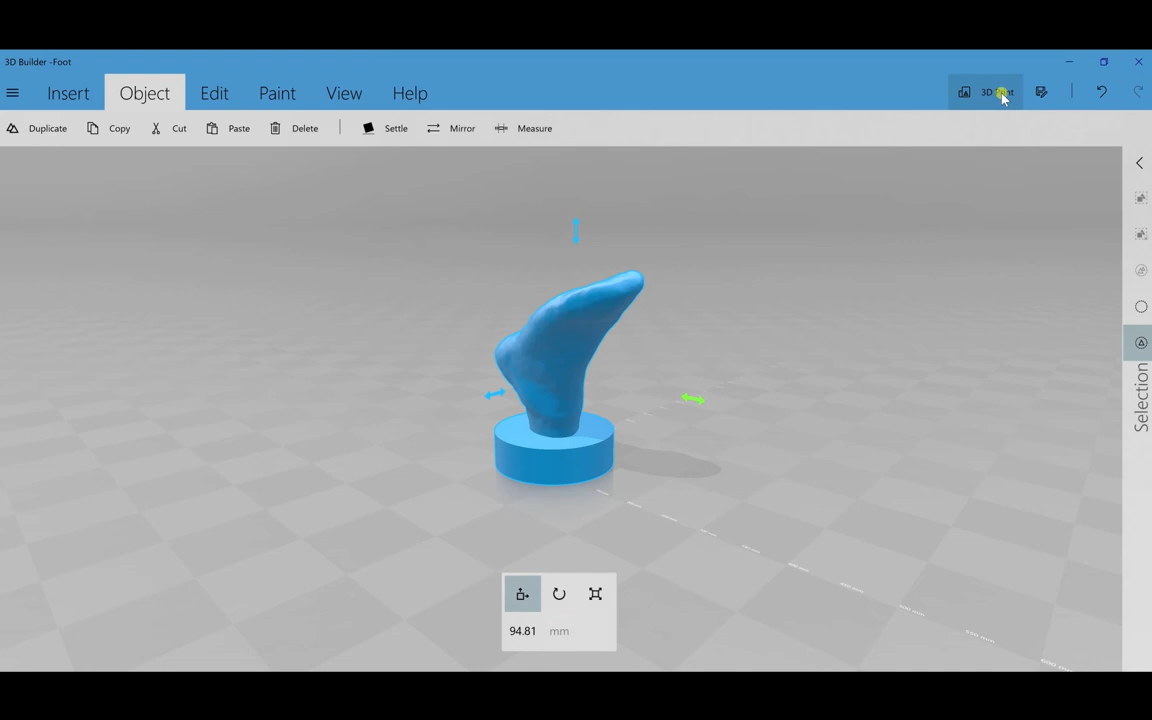 3D Builder -Foot
Insert Object Edit Paint View Help 3D
Duplicate Copy Cut Paste Delete Settle Mirror Measure
Selection
94.81 mm